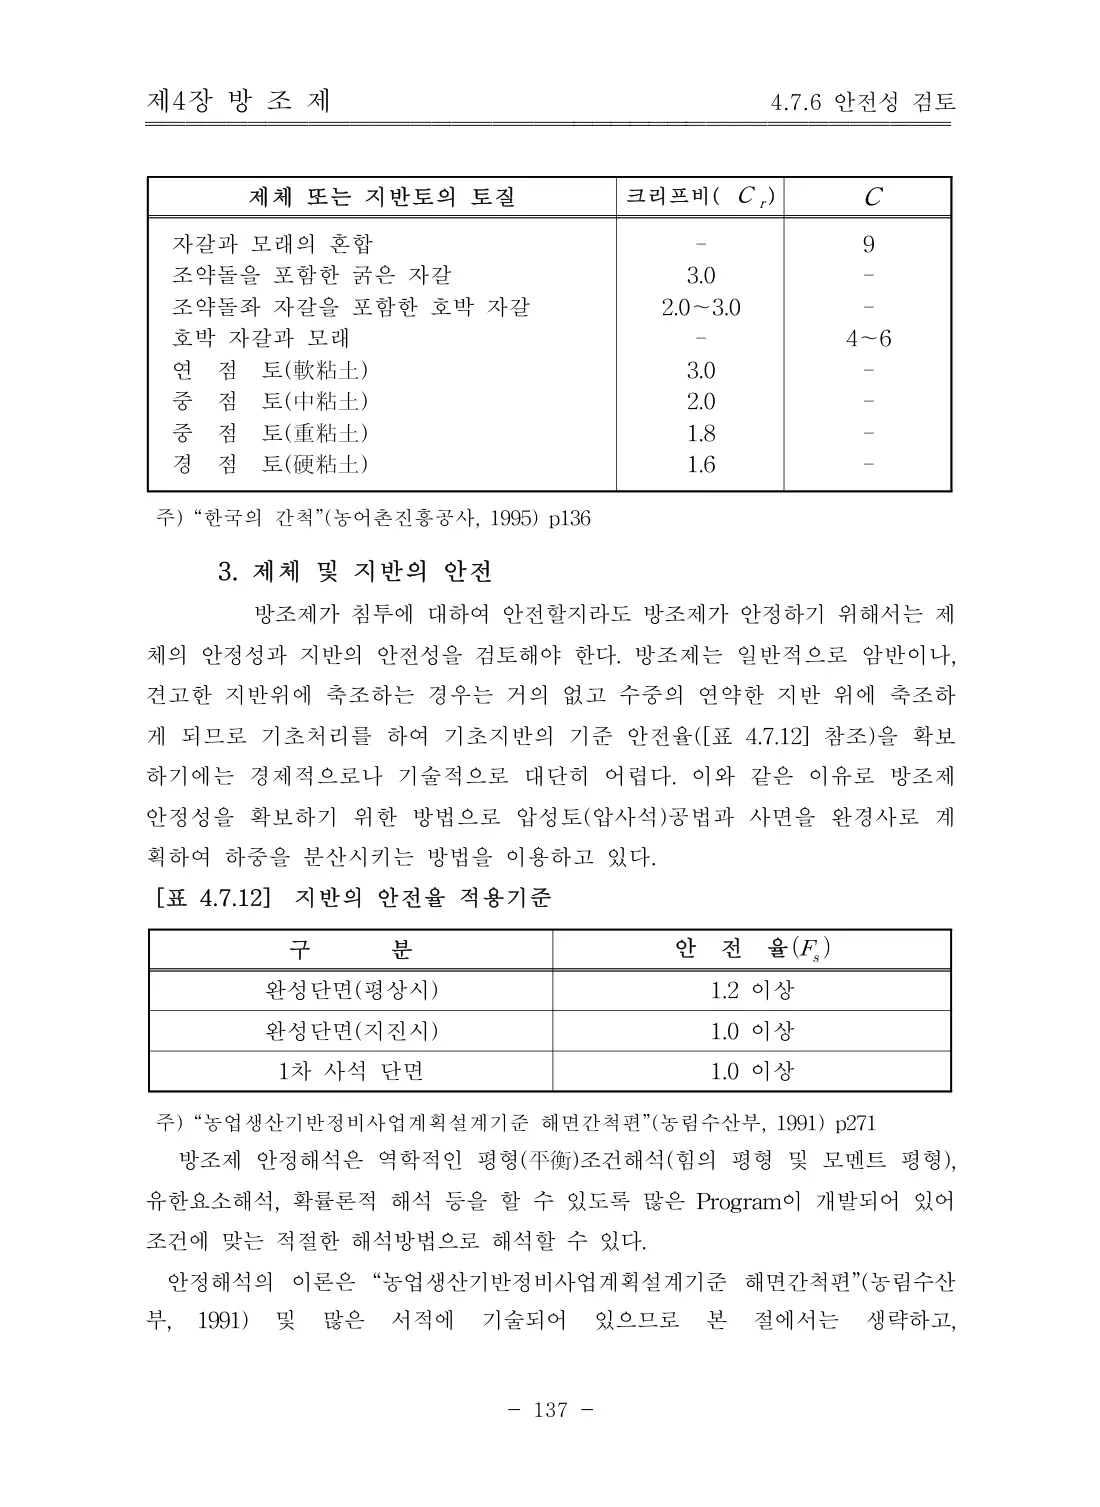 제4장 방 조 제 4.7.6 안전성 검토
제체 또는 지반토의 토질 크리프비( Cr) C
자갈과 모래의 혼합 - 9
조약돌을 포함한 굵은 자갈 3.0 -
조약돌좌 자갈을 포함한 호박 자갈 2.0～3.0 -
호박 자갈과 모래 - 4～6
연 점 토(軟粘土) 3.0 -
중 점 토(中粘土) 2.0 -
중 점 토(重粘土) 1.8 -
경 점 토(硬粘土) 1.6 -
주) “한국의 간척”(농어촌진흥공사, 1995) p136
3. 제체 및 지반의 안전
방조제가 침투에 대하여 안전할지라도 방조제가 안정하기 위해서는 제
체의 안정성과 지반의 안전성을 검토해야 한다. 방조제는 일반적으로 암반이나,
견고한 지반위에 축조하는 경우는 거의 없고 수중의 연약한 지반 위에 축조하
게 되므로 기초처리를 하여 기초지반의 기준 안전율([표 4.7.12] 참조)을 확보
하기에는 경제적으로나 기술적으로 대단히 어렵다. 이와 같은 이유로 방조제
안정성을 확보하기 위한 방법으로 압성토(압사석)공법과 사면을 완경사로 계
획하여 하중을 분산시키는 방법을 이용하고 있다.
[표 4.7.12] 지반의 안전율 적용기준
구 분 안 전 율(Fs)
완성단면(평상시) 1.2 이상
완성단면(지진시) 1.0 이상
1차 사석 단면 1.0 이상
주) “농업생산기반정비사업계획설계기준 해면간척편”(농림수산부, 1991) p271
방조제 안정해석은 역학적인 평형(平衡)조건해석(힘의 평형 및 모멘트 평형),
유한요소해석, 확률론적 해석 등을 할 수 있도록 많은 Program이 개발되어 있어
조건에 맞는 적절한 해석방법으로 해석할 수 있다.
안정해석의 이론은 “농업생산기반정비사업계획설계기준 해면간척편”(농림수산
부, 1991) 및 많은 서적에 기술되어 있으므로 본 절에서는 생략하고,
- 137 -